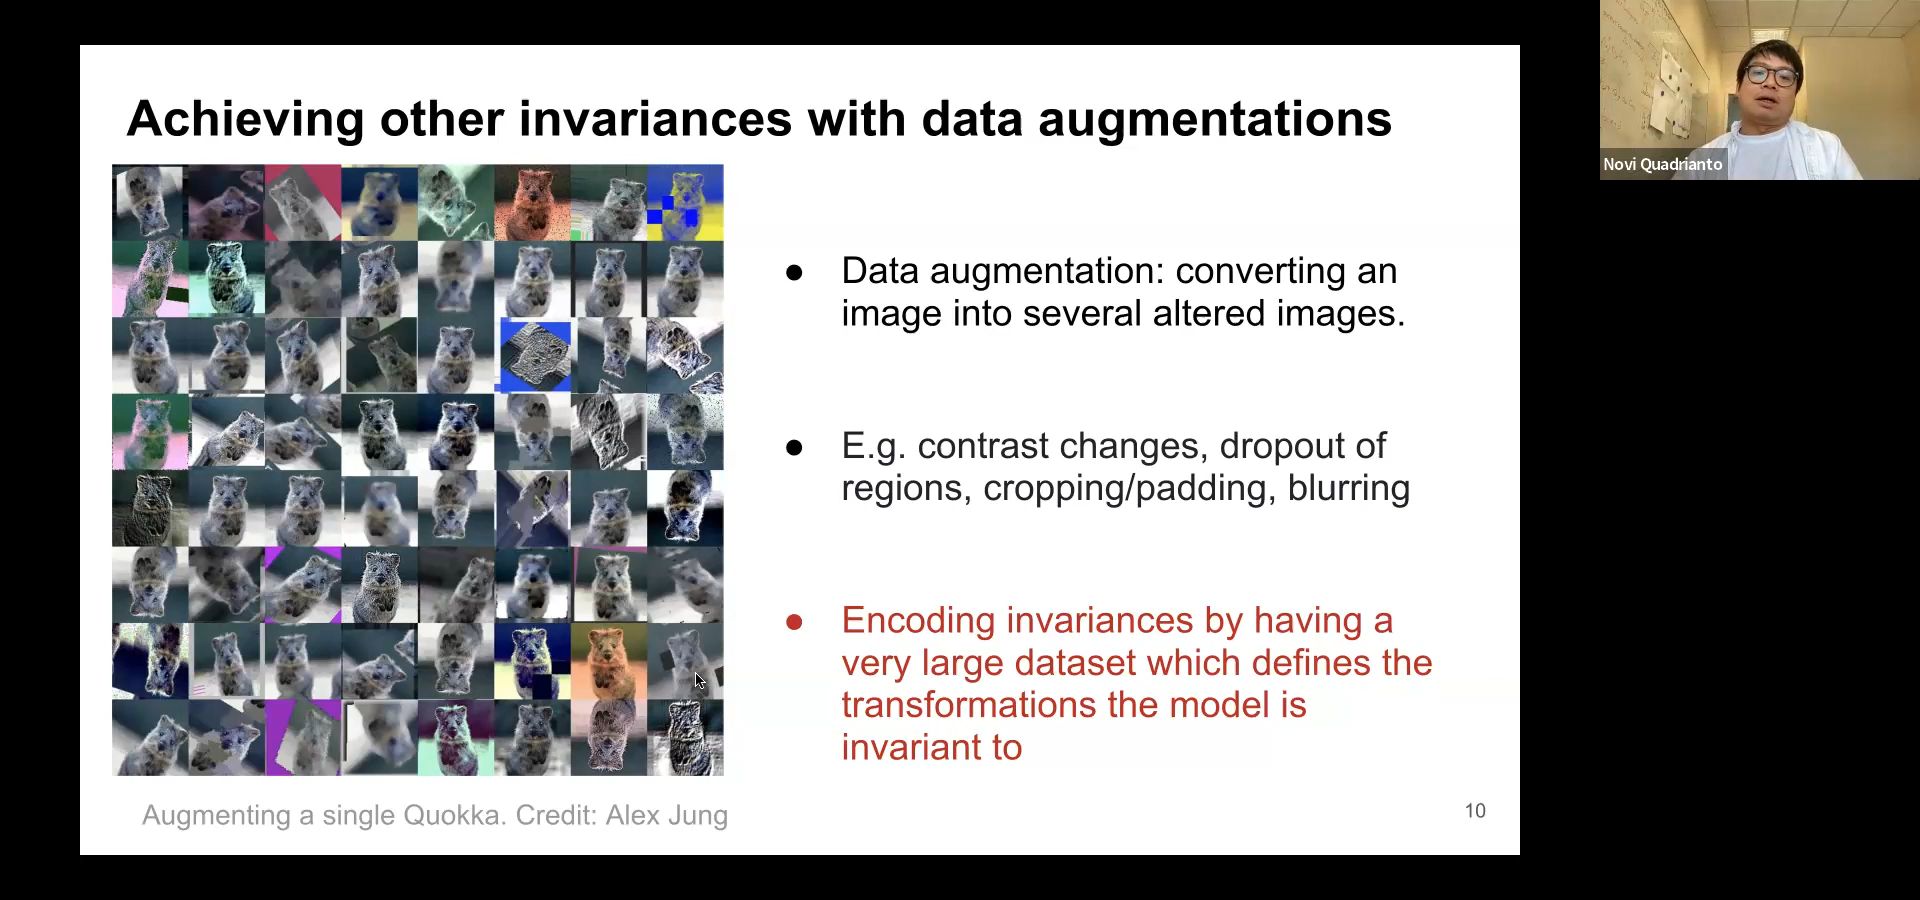 Achieving other invariances with data augmentations
● Data augmentation: converting an
image into several altered images.
● E.g. contrast changes, dropout of
regions, cropping/padding, blurring
● Encoding invariances by having a
very large dataset which defines the
transformations the model is
invariant to
Augmenting a single Quokka. Credit: Alex Jung
10
Novi Quadrianto